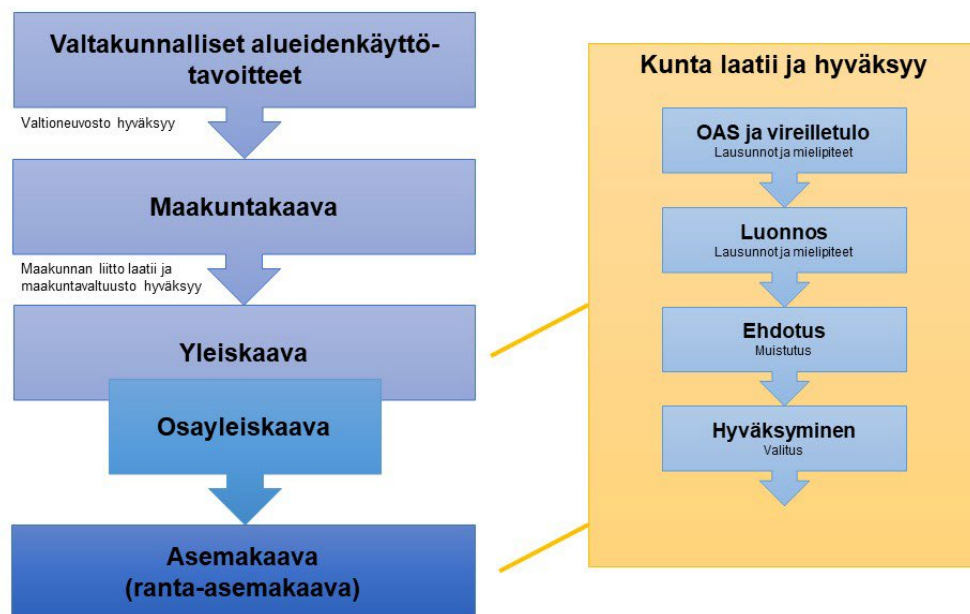 Valtakunnalliset alueidenkäyttö-
tavoitteet
Valtioneuvosto hyväksyy
Maakuntakaava
Maakunnan liitto laatii ja
maakuntavaltuusto hyväksyy
Yleiskaava
Osayleiskaava
Asemakaava
(ranta-asemakaava)
Kunta laatii ja hyväksyy
OAS ja vireilletulo
Lausunnot ja mielipiteet
Luonnos
Lausunnot ja mielipiteet
Ehdotus
Muistutus
Hyväksyminen
Valitus